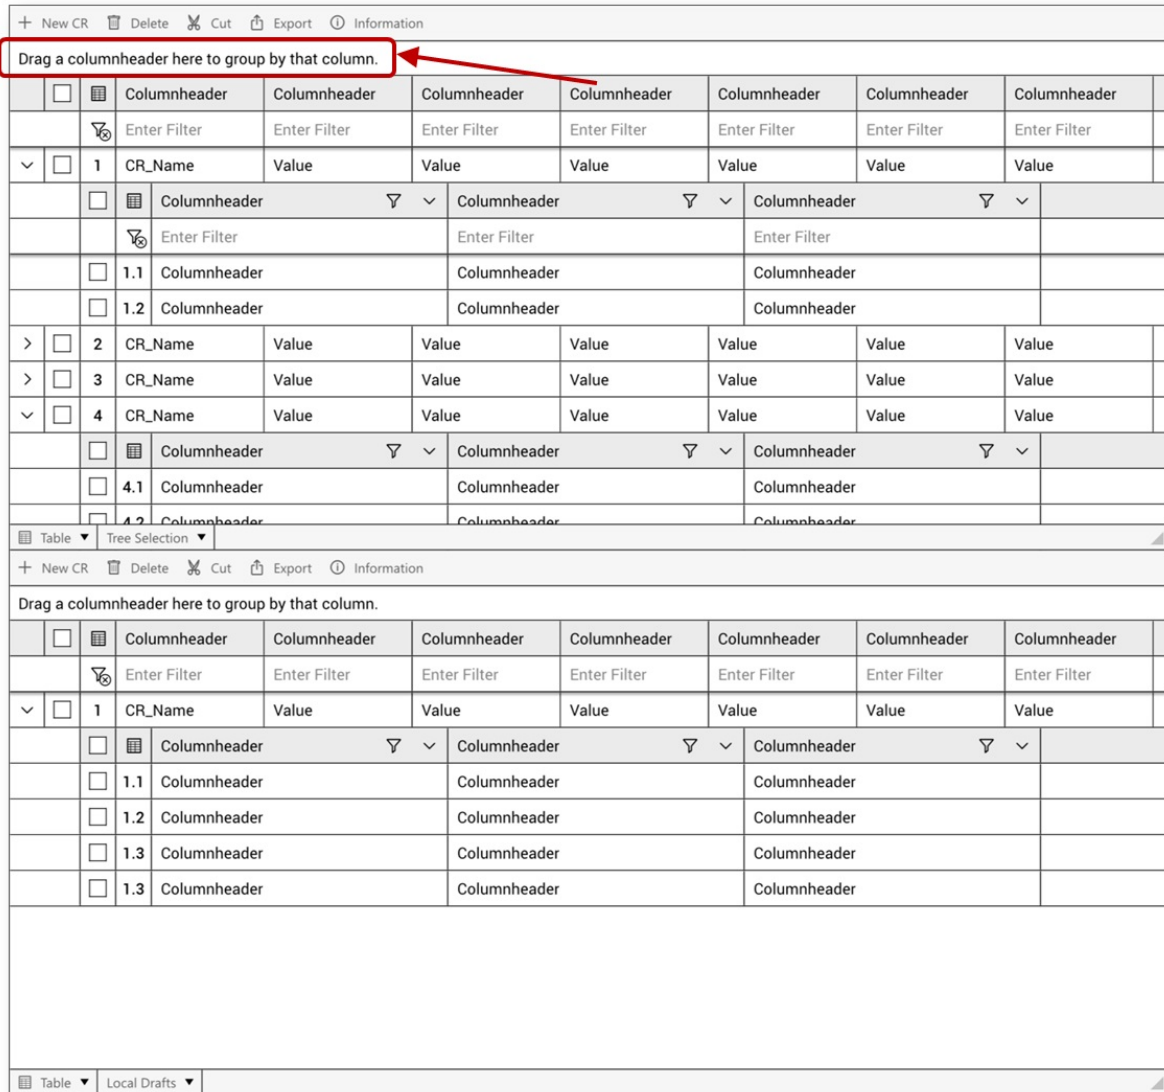 New CR Delete Cut Export Information
Drag a columnheader here to group by that column.
Columnheader Columnheader Columnheader Columnheader Columnheader Columnheader Columnheader
Enter Filter Enter Filter Enter Filter Enter Filter Enter Filter Enter Filter Enter Filter
1 CR_Name Value Value Value Value Value Value
Columnheader Columnheader Columnheader
Enter Filter Enter Filter Enter Filter
1.1 Columnheader Columnheader Columnheader
1.2 Columnheader Columnheader Columnheader
2 CR_Name Value Value Value Value Value Value
3 CR_Name Value Value Value Value Value Value
4 CR_Name Value Value Value Value Value Value
Columnheader Columnheader Columnheader
4.1 Columnheader Columnheader Columnheader
4.2 Columnheader Columnheader Columnheader
Table Tree Selection
New CR Delete Cut Export Information
Drag a columnheader here to group by that column.
Columnheader Columnheader Columnheader Columnheader Columnheader Columnheader Columnheader
Enter Filter Enter Filter Enter Filter Enter Filter Enter Filter Enter Filter Enter Filter
1 CR_Name Value Value Value Value Value Value
Columnheader Columnheader Columnheader
1.1 Columnheader Columnheader Columnheader
1.2 Columnheader Columnheader Columnheader
1.3 Columnheader Columnheader Columnheader
1.3 Columnheader Columnheader Columnheader
Table Local Drafts